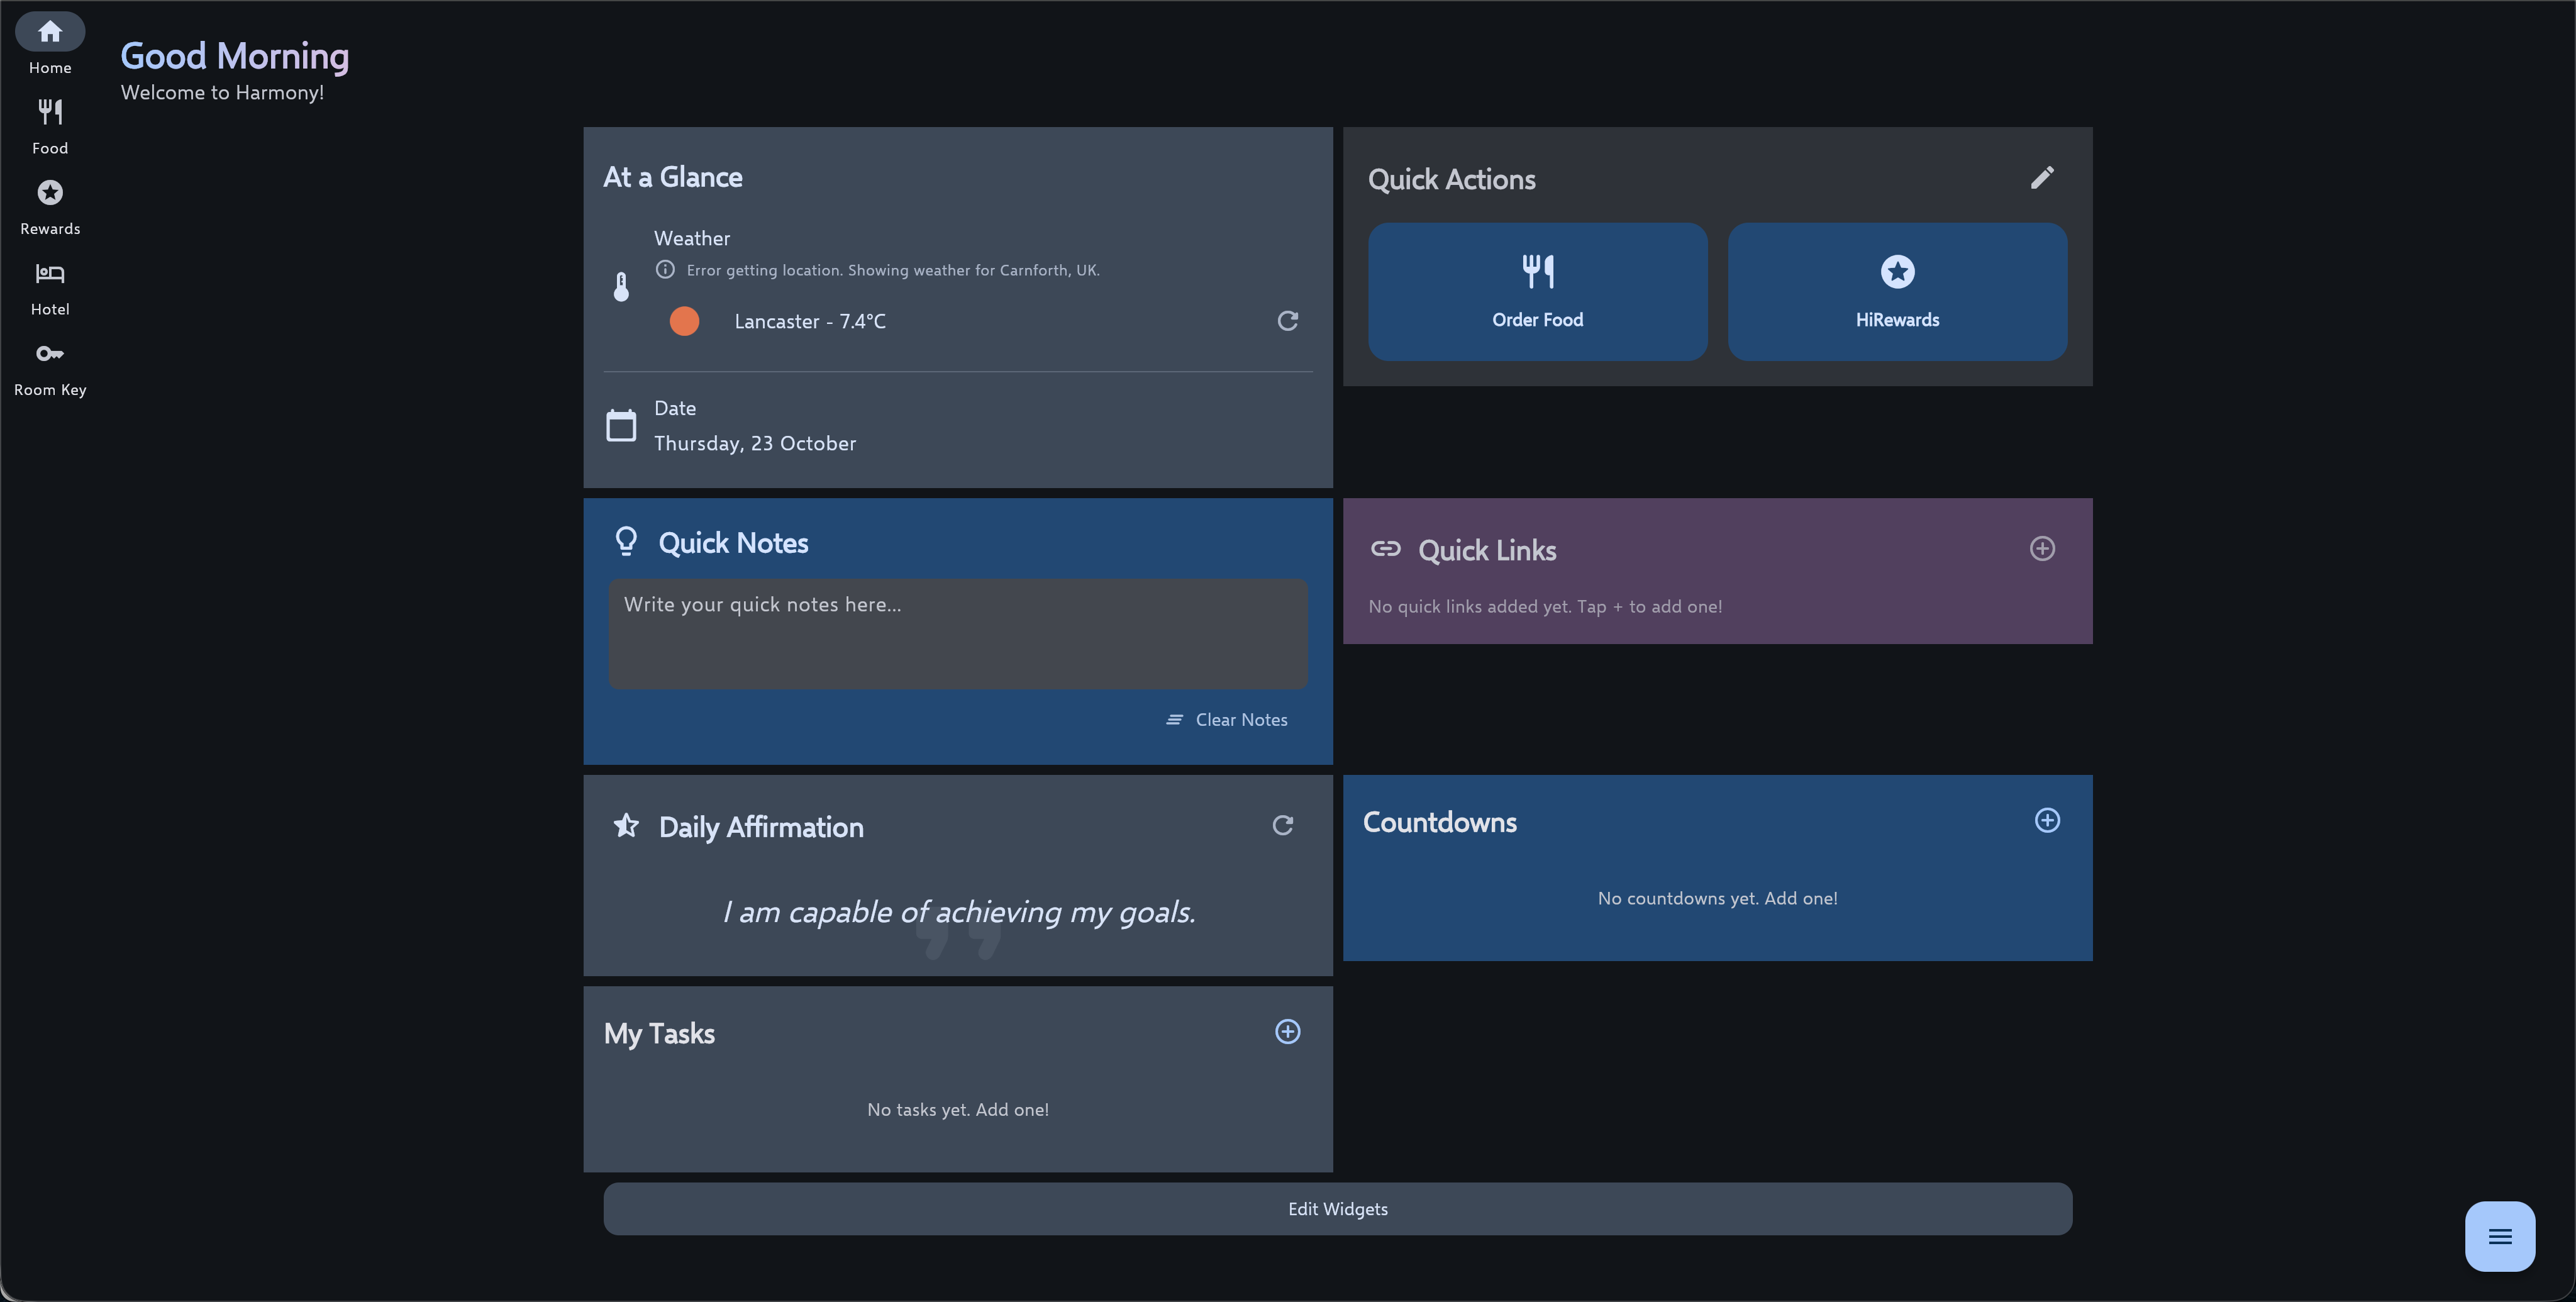 Home
Food
Rewards
Hotel
Room Key
Good Morning
Welcome to Harmony!
At a Glance
Weather
Error getting location. Showing weather for Carnforth, UK.
Lancaster - 7.4°C
Date
Thursday, 23 October
Quick Actions
Order Food
HiRewards
Quick Notes
Write your quick notes here...
Clear Notes
Quick Links
No quick links added yet. Tap + to add one!
Daily Affirmation
I am capable of achieving my goals.
Countdowns
No countdowns yet. Add one!
My Tasks
No tasks yet. Add one!
Edit Widgets